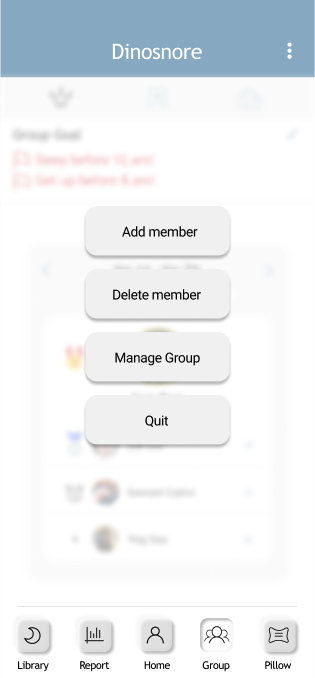 Dinosnore
Group Goal
Sleep before 12 am!
Get up before 8 am!
Add member
Delete member
Manage Group
Quit
Library
Report
Home
Group
Pillow